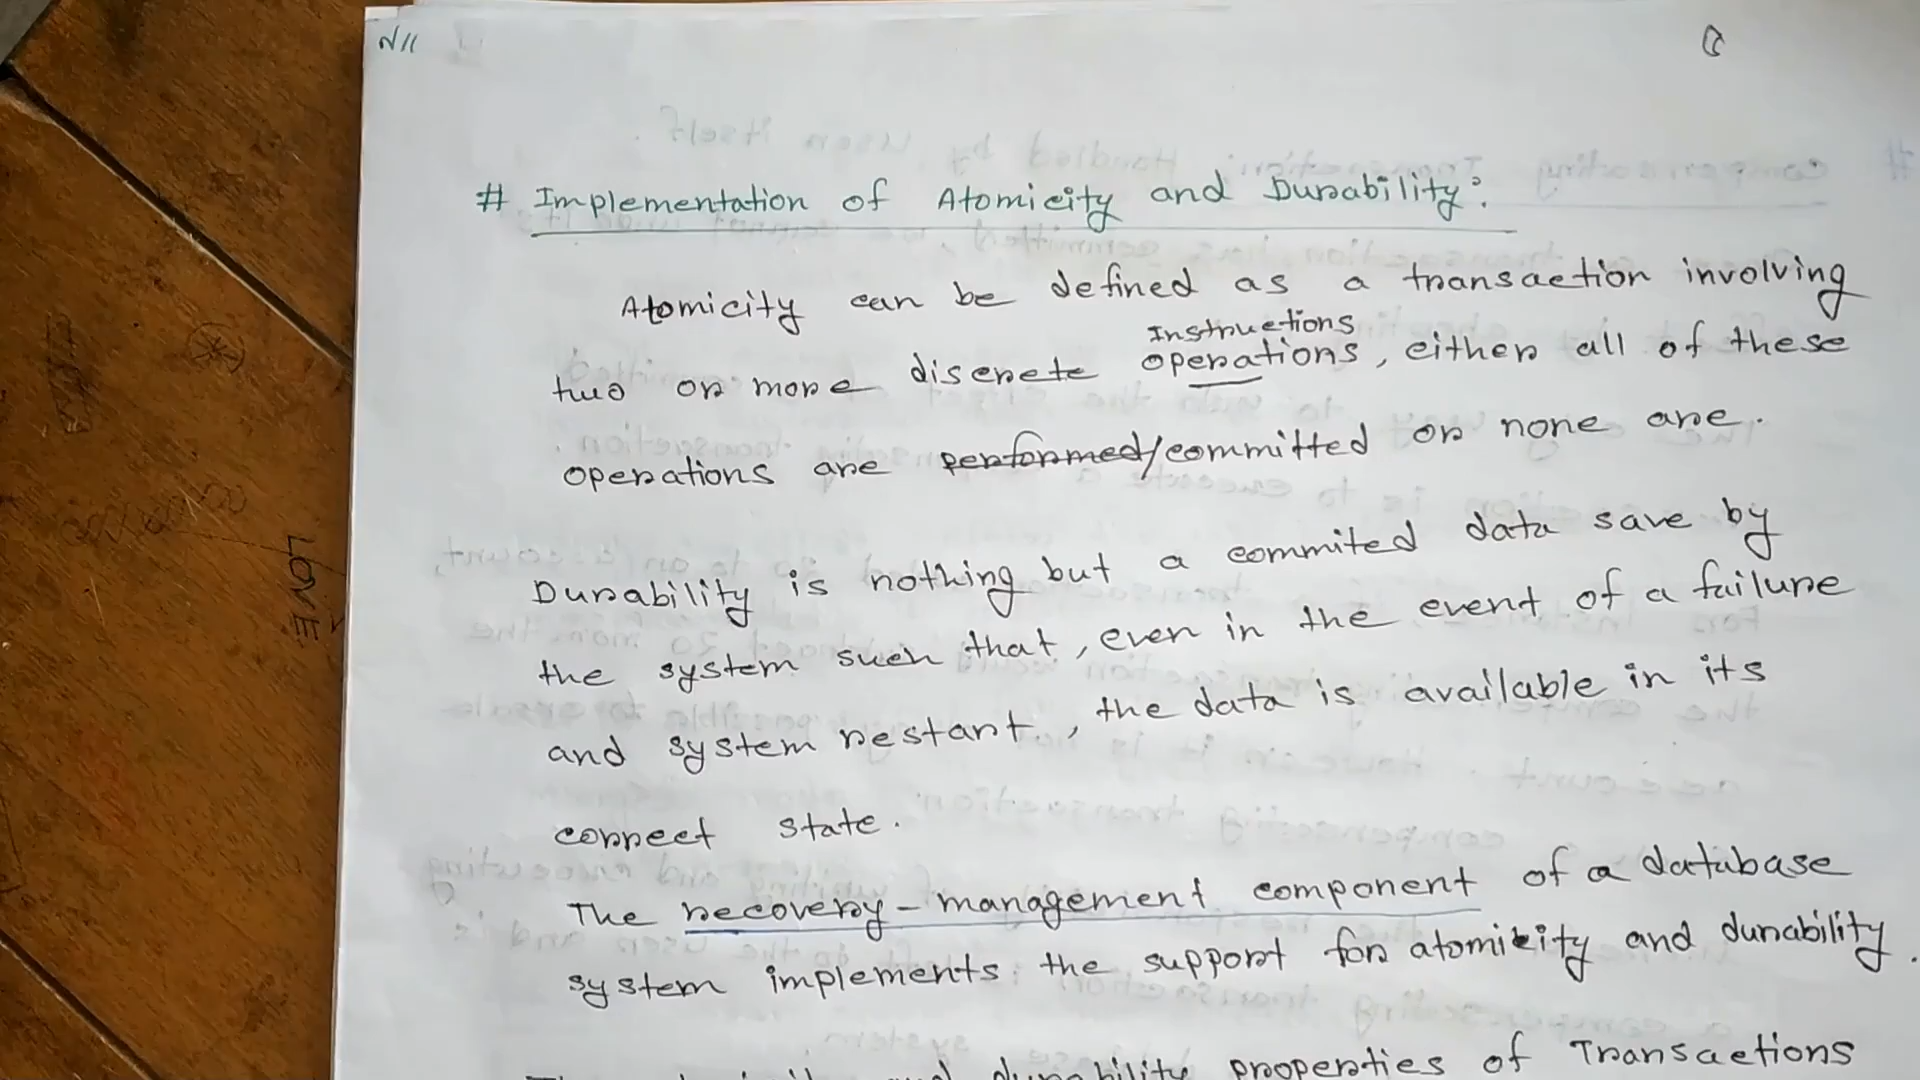 # Implementation of Atomicity and Durability:
Atomicity can be defined as a transaction involving
Instructions
two or more discrete operations, either all of these
operations are performed/committed or none are.
Durability is nothing but a commited data save by
the system such that, even in the event of a failure
and system restart, the data is available in its
correct state.
The recovery-management component of a database
system implements the support for atomicity and durability.
durability properties of Transactions
LOVE